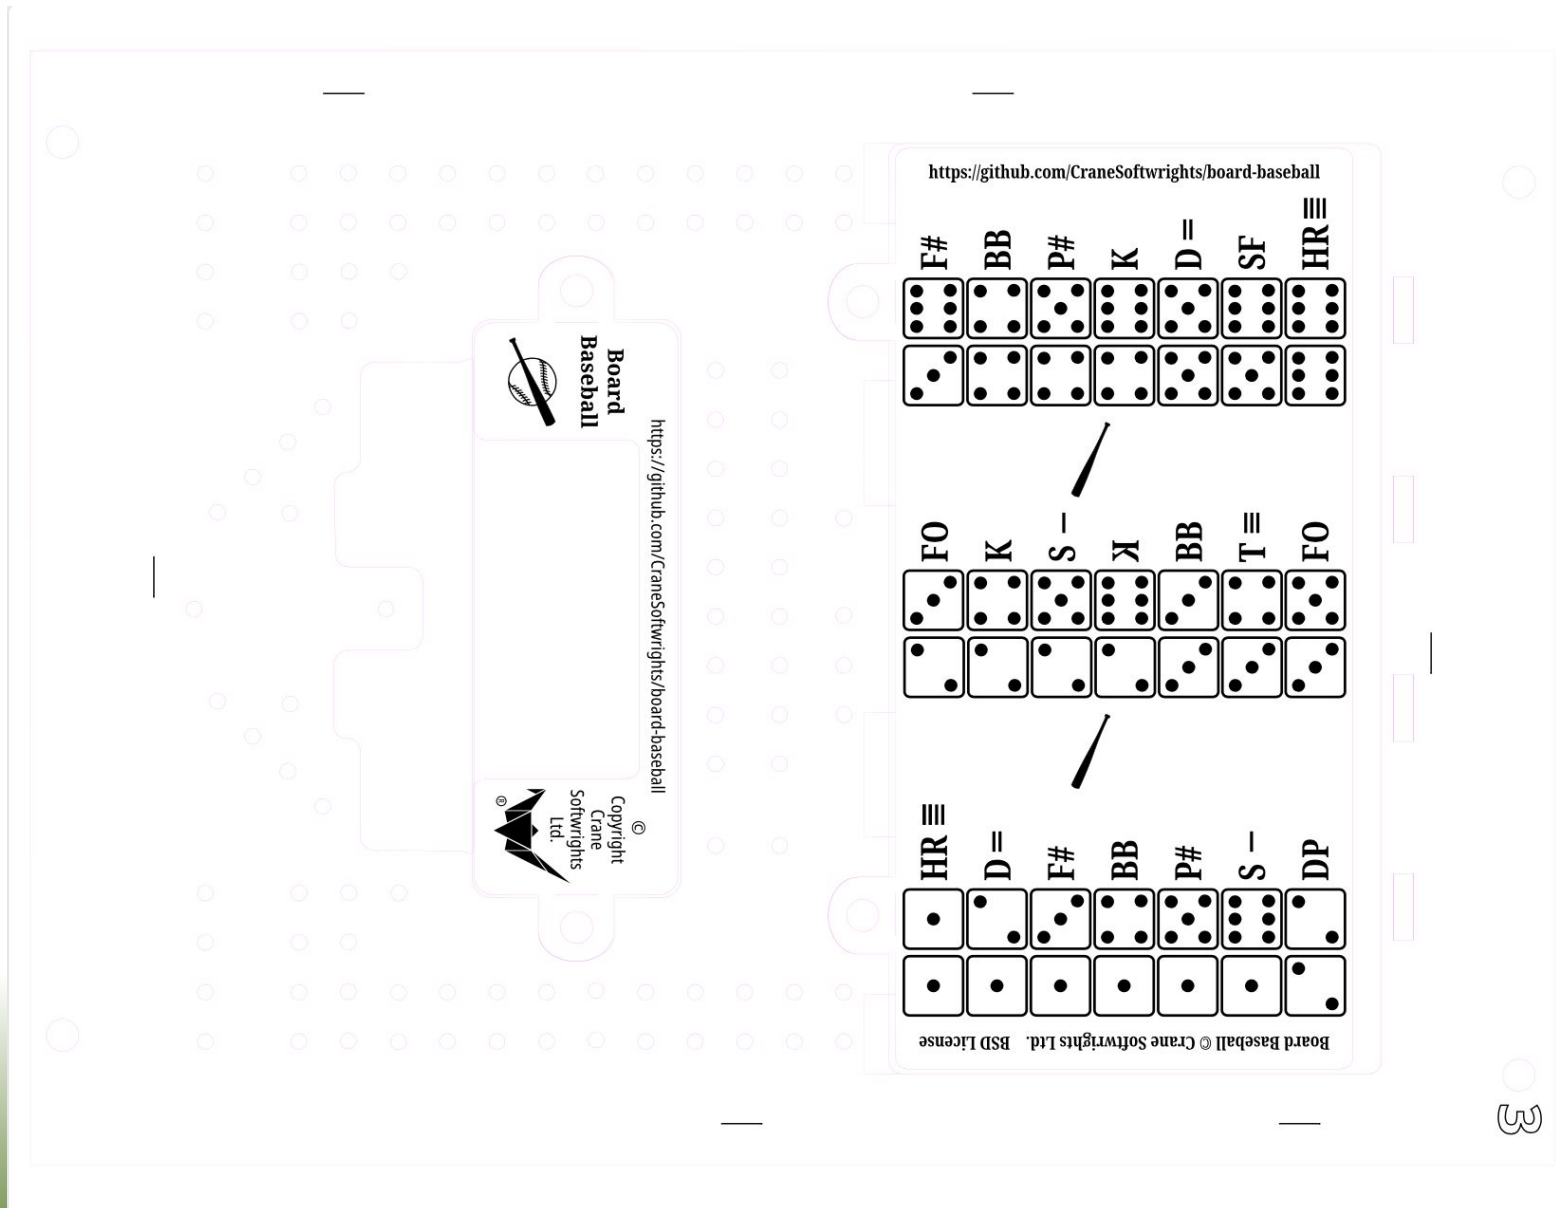 https://github.com/CraneSoftwrights/board-baseball
F#
BB
P#
K
D =
SF
HR ≣
FO
K
S –
K
BB
T ≡
FO
HR ≣
D =
F#
BB
P#
S –
DP
Board Baseball © Crane Softwrights Ltd. BSD License
Board
Baseball
https://github.com/CraneSoftwrights/board-baseball
©
Copyright
Crane
Softwrights
Ltd.
®
3